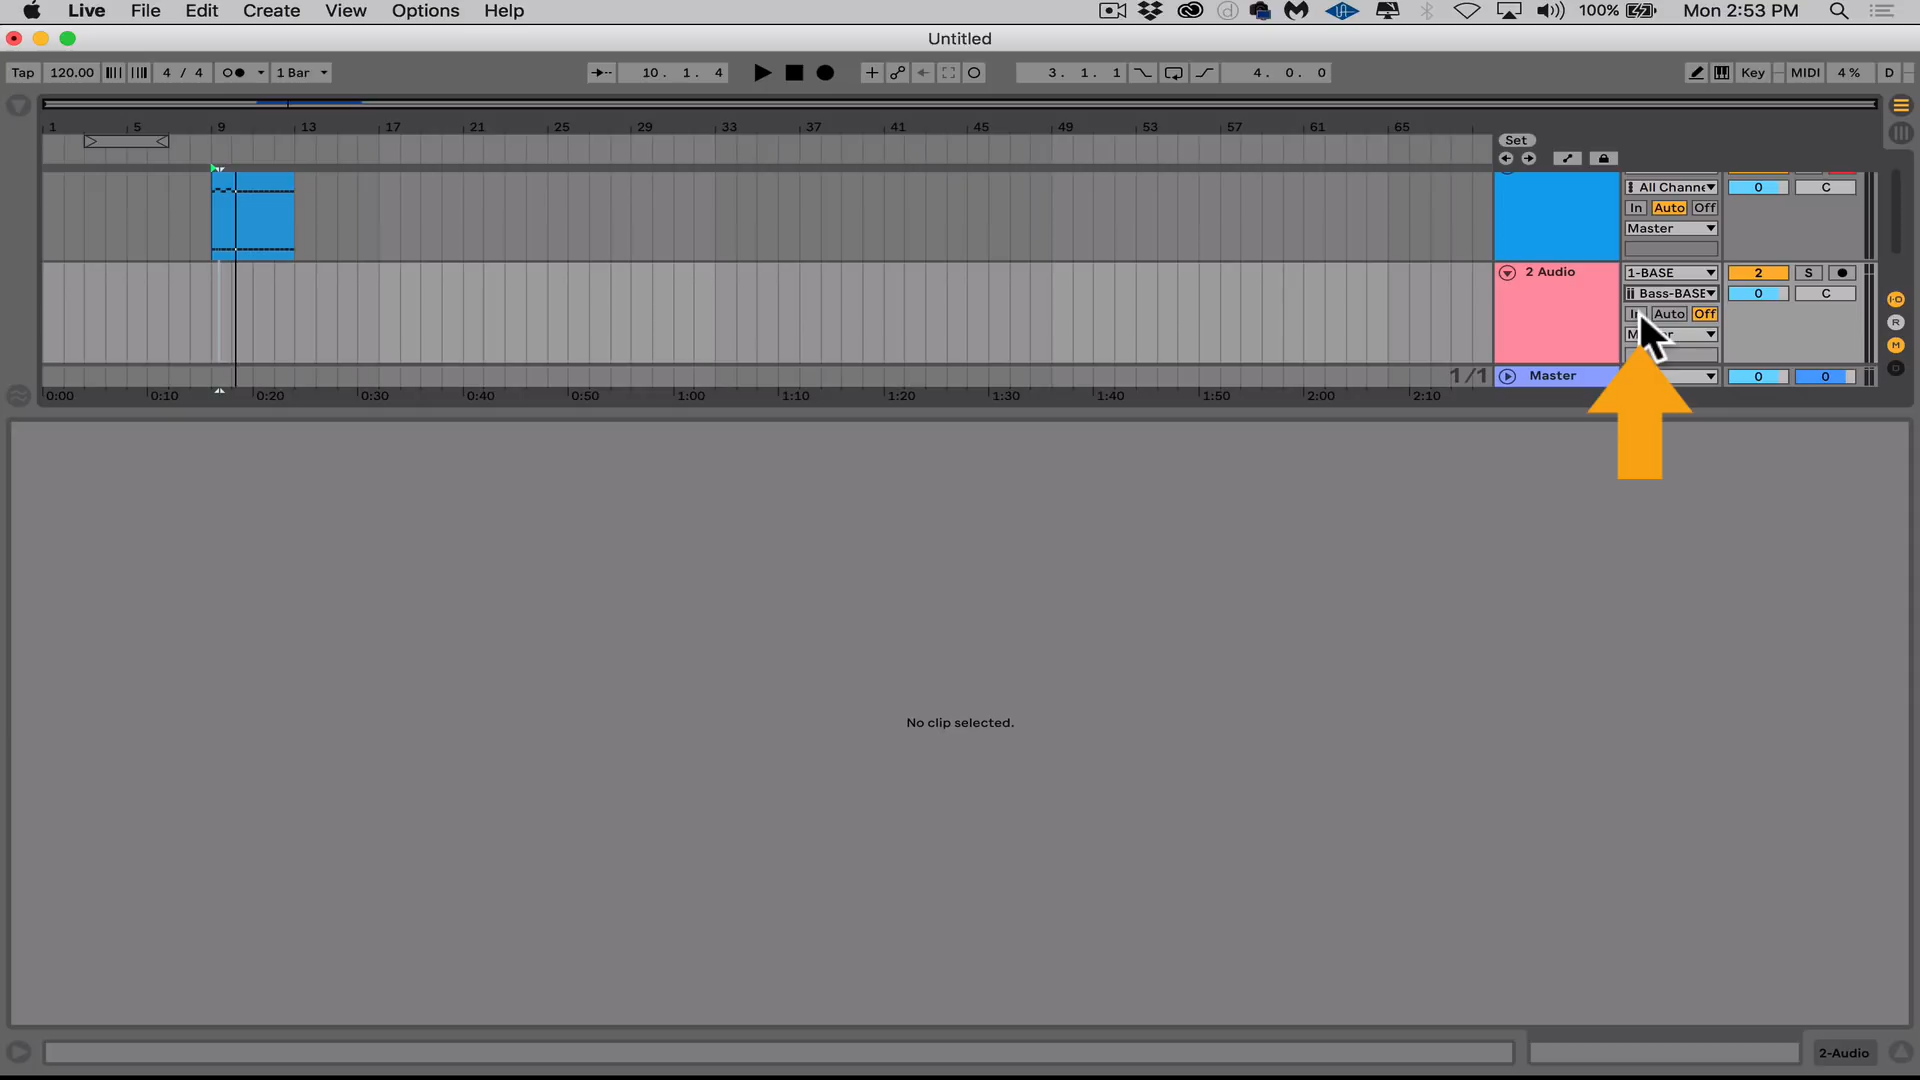 Live File Edit Create View Options Help 100% Mon 2:53 PM
Untitled
Tap 120.00 4 / 4 1 Bar 10. 1. 4 3. 1. 1 4. 0. 0 Key MIDI 4 % D
1 5 9 13 17 21 25 29 33 37 41 45 49 53 57 61 65
Set
All Channe 0 C
In Auto Off
Master
2 Audio 1-BASE 2 S
Bass-BASE 0 C
In Auto Off
I·O
R
M
1/1 Master 0 0
0:00 0:10 0:20 0:30 0:40 0:50 1:00 1:10 1:20 1:30 1:40 1:50 2:00 2:10
No clip selected.
2-Audio